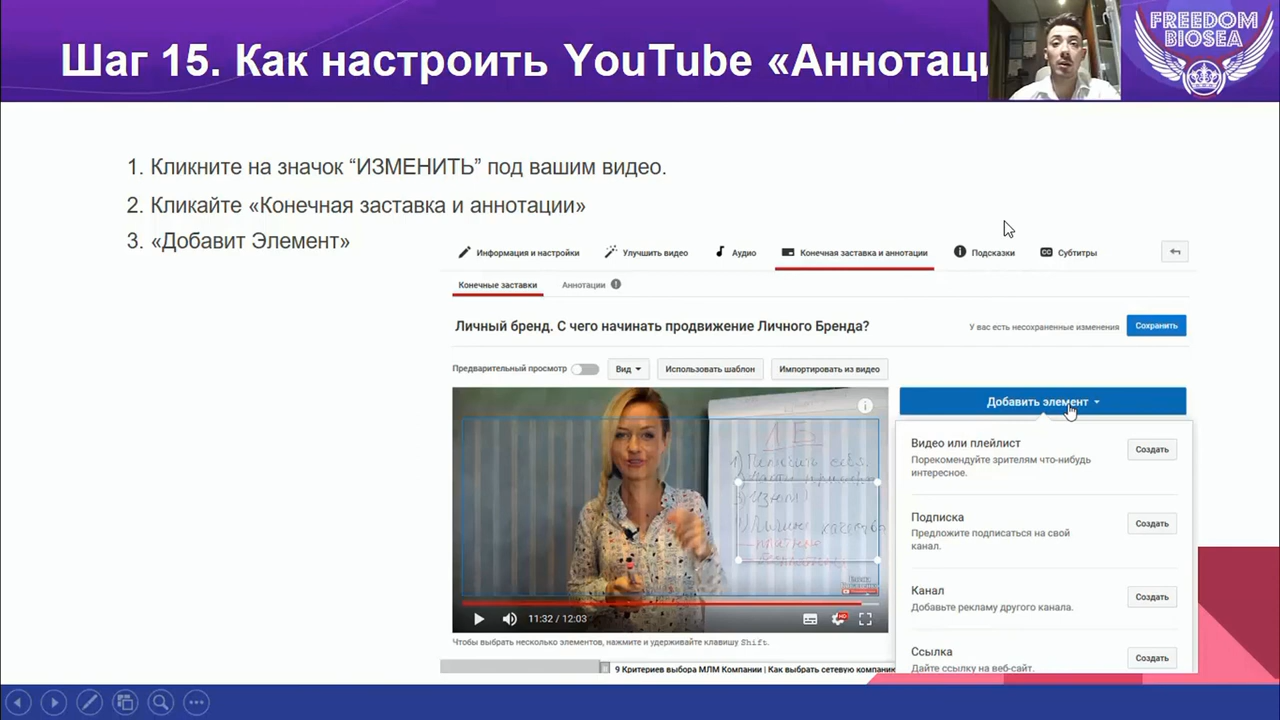 Шаг 15. Как настроить YouTube «Аннотаци
FREEDOM
BIOSEA
1. Кликните на значок “ИЗМЕНИТЬ” под вашим видео.
2. Кликайте «Конечная заставка и аннотации»
3. «Добавит Элемент»
Информация и настройки
Улучшить видео
Аудио
Конечная заставка и аннотации
Подсказки
CC Субтитры
Конечные заставки
Аннотации
Личный бренд. С чего начинать продвижение Личного Бренда?
У вас есть несохраненные изменения
Сохранить
Предварительный просмотр
Вид
Использовать шаблон
Импортировать из видео
Добавить элемент
Видео или плейлист
Порекомендуйте зрителям что-нибудь
интересное.
Создать
Подписка
Предложите подписаться на свой
канал.
Создать
Канал
Добавьте рекламу другого канала.
Создать
Ссылка
Дайте ссылку на веб-сайт.
Создать
11:32 / 12:03
HD
Чтобы выбрать несколько элементов, нажмите и удерживайте клавишу Shift.
9 Критериев выбора МЛМ Компании | Как выбрать сетевую компанию